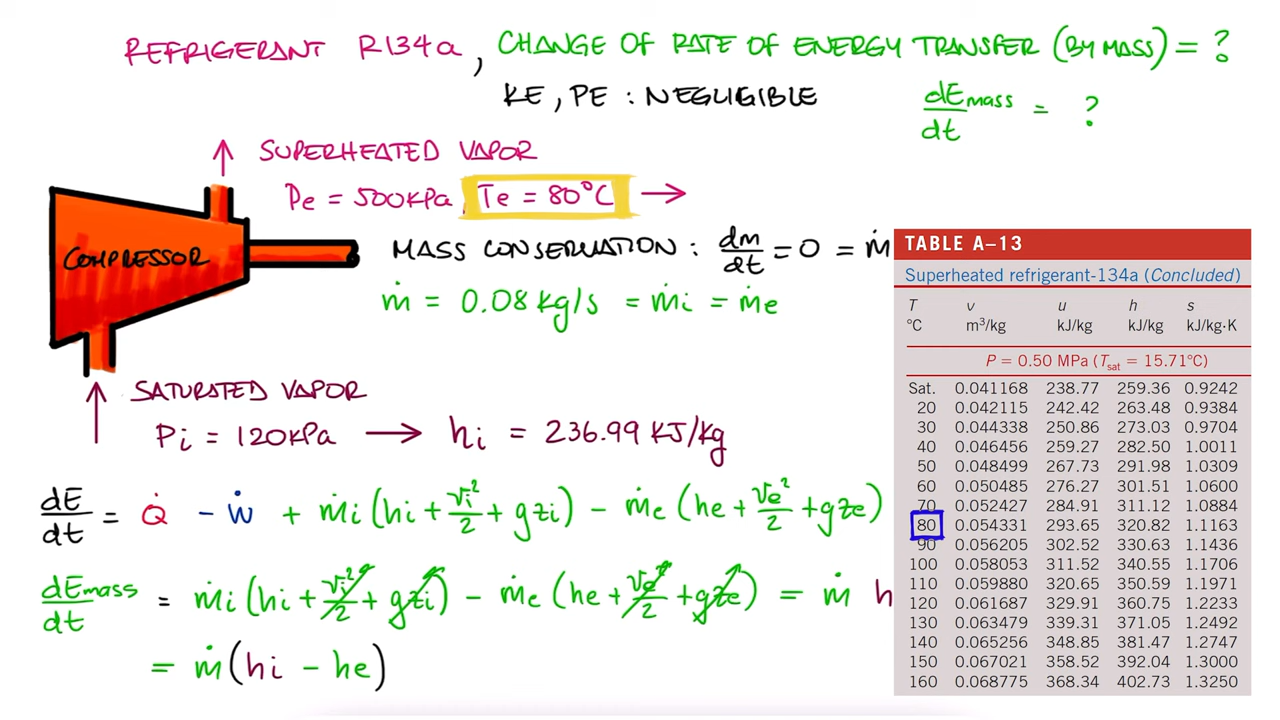 REFRIGERANT R134a, CHANGE OF RATE OF ENERGY TRANSFER (BY MASS) = ?
KE, PE : NEGLIGIBLE
dEmass/dt = ?
SUPERHEATED VAPOR
Pe = 500kPa, Te = 80°C →
COMPRESSOR
MASS CONSERVATION : dm/dt = 0 = ṁ
ṁ = 0.08 kg/s = ṁi = ṁe
SATURATED VAPOR
Pi = 120kPa → hi = 236.99 KJ/kg
dE/dt = Q̇ - Ẇ + ṁi (hi + vi²/2 + gzi) - ṁe (he + ve²/2 + gze)
dEmass/dt = ṁi (hi + vi²/2 + gzi) - ṁe (he + ve²/2 + gze) = ṁ h
= ṁ (hi - he)
TABLE A–13
Superheated refrigerant-134a (Concluded)
T v u h s
°C m³/kg kJ/kg kJ/kg kJ/kg·K
P = 0.50 MPa (Tsat = 15.71°C)
Sat. 0.041168 238.77 259.36 0.9242
20 0.042115 242.42 263.48 0.9384
30 0.044338 250.86 273.03 0.9704
40 0.046456 259.27 282.50 1.0011
50 0.048499 267.73 291.98 1.0309
60 0.050485 276.27 301.51 1.0600
70 0.052427 284.91 311.12 1.0884
80 0.054331 293.65 320.82 1.1163
90 0.056205 302.52 330.63 1.1436
100 0.058053 311.52 340.55 1.1706
110 0.059880 320.65 350.59 1.1971
120 0.061687 329.91 360.75 1.2233
130 0.063479 339.31 371.05 1.2492
140 0.065256 348.85 381.47 1.2747
150 0.067021 358.52 392.04 1.3000
160 0.068775 368.34 402.73 1.3250